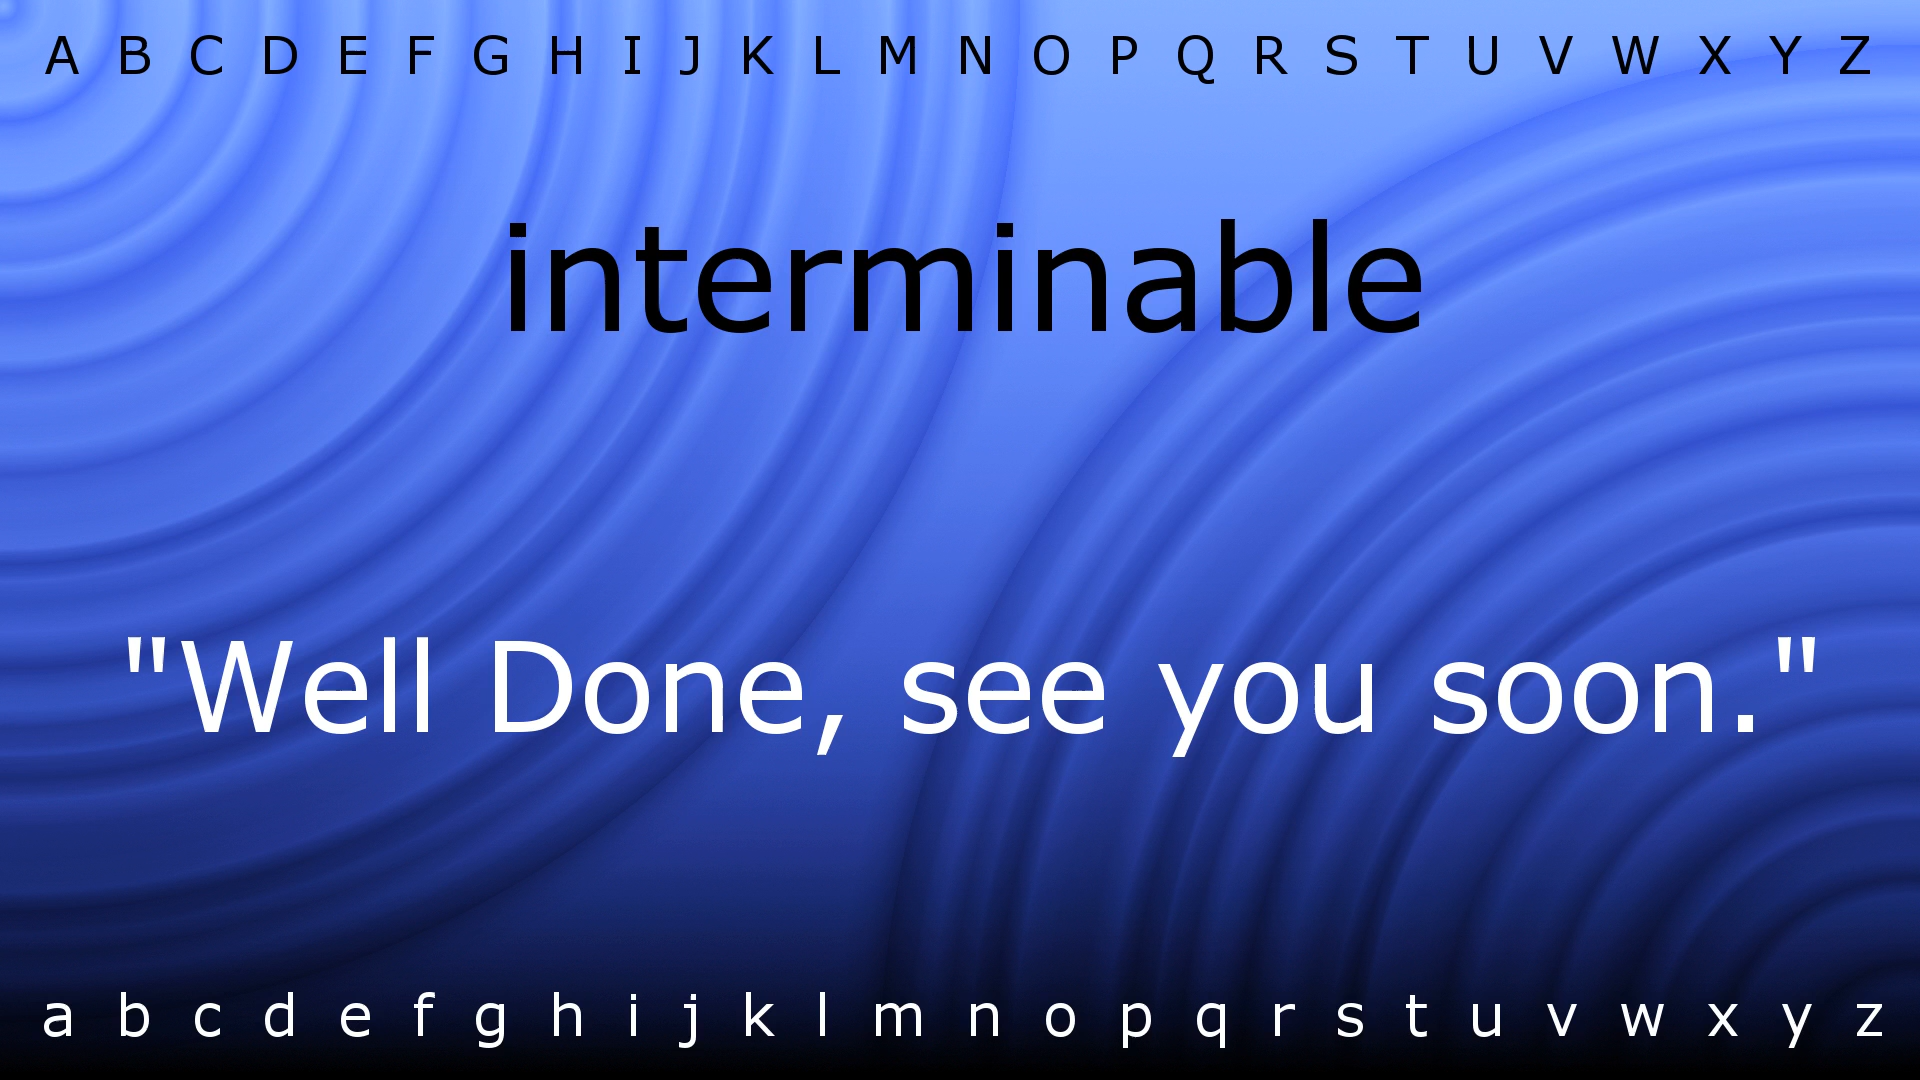 A B C D E F G H I J K L M N O P Q R S T U V W X Y Z
interminable
"Well Done, see you soon."
a b c d e f g h i j k l m n o p q r s t u v w x y z